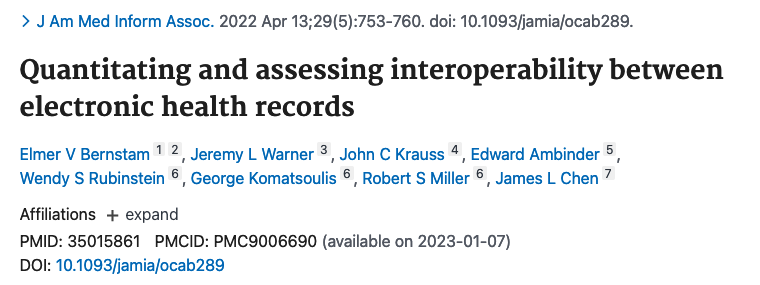 > J Am Med Inform Assoc. 2022 Apr 13;29(5):753-760. doi: 10.1093/jamia/ocab289.
Quantitating and assessing interoperability between
electronic health records
Elmer V Bernstam 1 2, Jeremy L Warner 3, John C Krauss 4, Edward Ambinder 5,
Wendy S Rubinstein 6, George Komatsoulis 6, Robert S Miller 6, James L Chen 7
Affiliations + expand
PMID: 35015861 PMCID: PMC9006690 (available on 2023-01-07)
DOI: 10.1093/jamia/ocab289